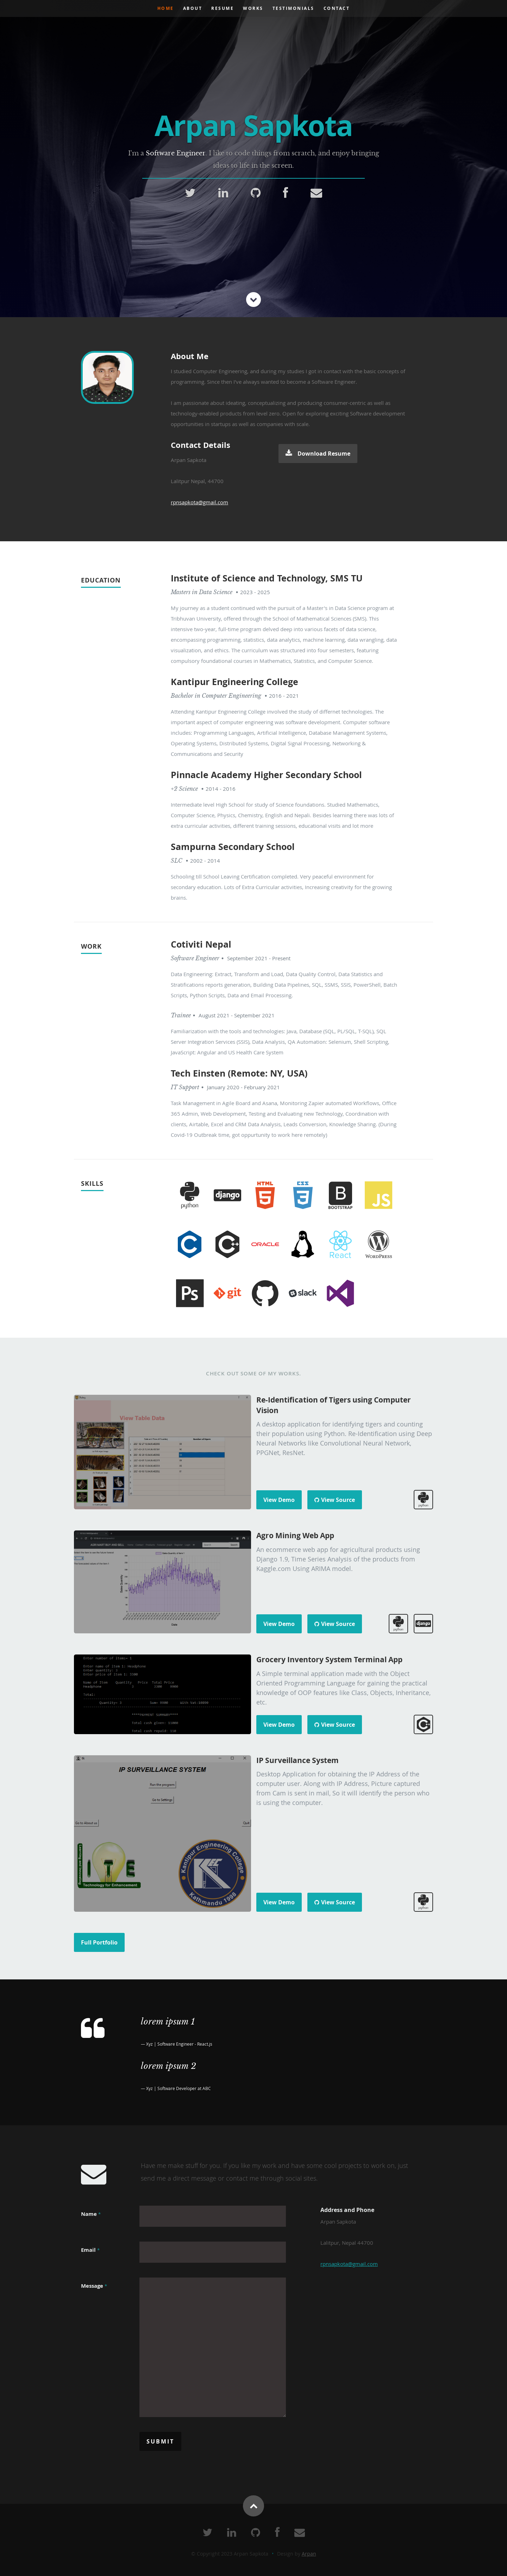 HOME ABOUT RESUME WORKS TESTIMONIALS CONTACT
Arpan Sapkota
I'm a Software Engineer. I like to code things from scratch, and enjoy bringing
ideas to life in the screen.
About Me
I studied Computer Engineering, and during my studies I got in contact with the basic concepts of
programming. Since then I've always wanted to become a Software Engineer.
I am passionate about ideating, conceptualizing and producing consumer-centric as well as
technology-enabled products from level zero. Open for exploring exciting Software development
opportunities in startups as well as companies with scale.
Contact Details
Download Resume
Arpan Sapkota
Lalitpur Nepal, 44700
rpnsapkota@gmail.com
EDUCATION
Institute of Science and Technology, SMS TU
Masters in Data Science • 2023 - 2025
My journey as a student continued with the pursuit of a Master's in Data Science program at
Tribhuvan University, offered through the School of Mathematical Sciences (SMS). This
intensive two-year, full-time program delved deep into various facets of data science,
encompassing programming, statistics, data analytics, machine learning, data wrangling, data
visualization, and ethics. The curriculum was structured into four semesters, featuring
compulsory foundational courses in Mathematics, Statistics, and Computer Science.
Kantipur Engineering College
Bachelor in Computer Engineering • 2016 - 2021
Attending Kantipur Engineering College involved the study of differnet technologies. The
important aspect of computer engineering was software development. Computer software
includes: Programming Languages, Artificial Intelligence, Database Management Systems,
Operating Systems, Distributed Systems, Digital Signal Processing, Networking &
Communications and Security
Pinnacle Academy Higher Secondary School
+2 Science • 2014 - 2016
Intermediate level High School for study of Science foundations. Studied Mathematics,
Computer Science, Physics, Chemistry, English and Nepali. Besides learning there was lots of
extra curricular activities, different training sessions, educational visits and lot more
Sampurna Secondary School
SLC • 2002 - 2014
Schooling till School Leaving Certification completed. Very peaceful environment for
secondary education. Lots of Extra Curricular activities, Increasing creativity for the growing
brains.
WORK
Cotiviti Nepal
Software Engineer • September 2021 - Present
Data Engineering: Extract, Transform and Load, Data Quality Control, Data Statistics and
Stratifications reports generation, Building Data Pipelines, SQL, SSMS, SSIS, PowerShell, Batch
Scripts, Python Scripts, Data and Email Processing
Trainee • August 2021 - September 2021
Familiarization with the tools and technologies: Java, Database (SQL, PL/SQL, T-SQL), SQL
Server Integration Services (SSIS), Data Analysis, QA Automation: Selenium, Shell Scripting,
JavaScript: Angular and US Health Care System
Tech Einsten (Remote: NY, USA)
IT Support • January 2020 - February 2021
Task Management in Agile Board and Asana, Monitoring Zapier automated Workflows, Office
365 Admin, Web Development, Testing and Evaluating new Technology, Coordination with
clients, Airtable, Excel and CRM Data Analysis, Leads Conversion, Knowledge Sharing. (During
Covid-19 Outbreak time, got oppurtunity to work here remotely)
SKILLS
python django HTML 5 CSS 3 B BOOTSTRAP JS
C C ORACLE React WORDPRESS
Ps git slack
CHECK OUT SOME OF MY WORKS.
View Table Data
Re-Identification of Tigers using Computer
Vision
A desktop application for identifying tigers and counting
their population using Python. Re-Identification using Deep
Neural Networks like Convolutional Neural Network,
PPGNet, ResNet.
View Demo View Source python
Agro Mining Web App
An ecommerce web app for agricultural products using
Django 1.9, Time Series Analysis of the products from
Kaggle.com Using ARIMA model.
View Demo View Source python django
Grocery Inventory System Terminal App
A Simple terminal application made with the Object
Oriented Programming Language for gaining the practical
knowledge of OOP features like Class, Objects, Inheritance,
etc.
View Demo View Source
IP SURVEILLANCE SYSTEM
Run the program
Go to Settings
Quit
ITE
Technology for Enhancement
Kantipur Engineering College
Kathmandu 1998
IP Surveillance System
Desktop Application for obtaining the IP Address of the
computer user. Along with IP Address, Picture captured
from Cam is sent in mail, So it will identify the person who
is using the computer.
View Demo View Source python
Full Portfolio
lorem ipsum 1
— Xyz | Software Engineer - React.js
lorem ipsum 2
— Xyz | Software Developer at ABC
Have me make stuff for you. If you like my work and have some cool projects to work on, just
send me a direct message or contact me through social sites.
Name *
Email *
Message *
SUBMIT
Address and Phone
Arpan Sapkota
Lalitpur, Nepal 44700
rpnsapkota@gmail.com
Design by Arpan